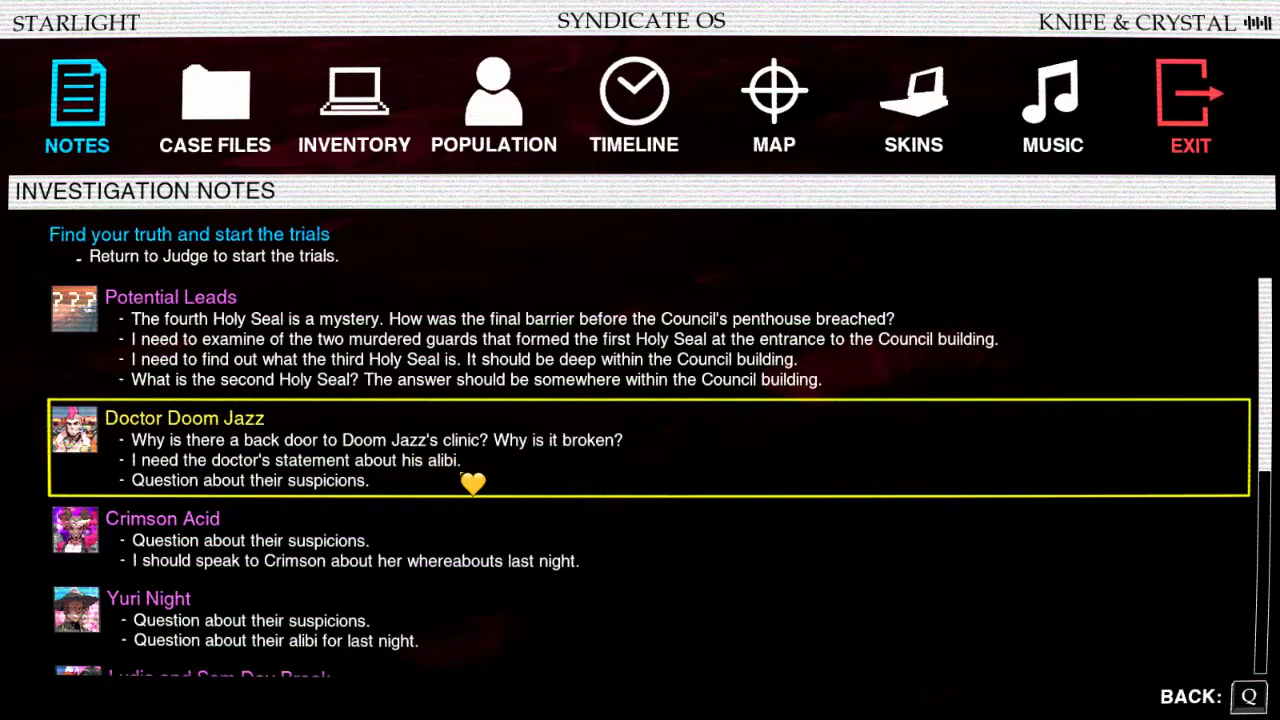 STARLIGHT
SYNDICATE OS
KNIFE & CRYSTAL
NOTES
CASE FILES
INVENTORY
POPULATION
TIMELINE
MAP
SKINS
MUSIC
EXIT
INVESTIGATION NOTES
Find your truth and start the trials
- Return to Judge to start the trials.
???
Potential Leads
- The fourth Holy Seal is a mystery. How was the final barrier before the Council's penthouse breached?
- I need to examine of the two murdered guards that formed the first Holy Seal at the entrance to the Council building.
- I need to find out what the third Holy Seal is. It should be deep within the Council building.
- What is the second Holy Seal? The answer should be somewhere within the Council building.
Doctor Doom Jazz
- Why is there a back door to Doom Jazz's clinic? Why is it broken?
- I need the doctor's statement about his alibi.
- Question about their suspicions.
Crimson Acid
- Question about their suspicions.
- I should speak to Crimson about her whereabouts last night.
Yuri Night
- Question about their suspicions.
- Question about their alibi for last night.
and Sam Day Break
BACK: Q